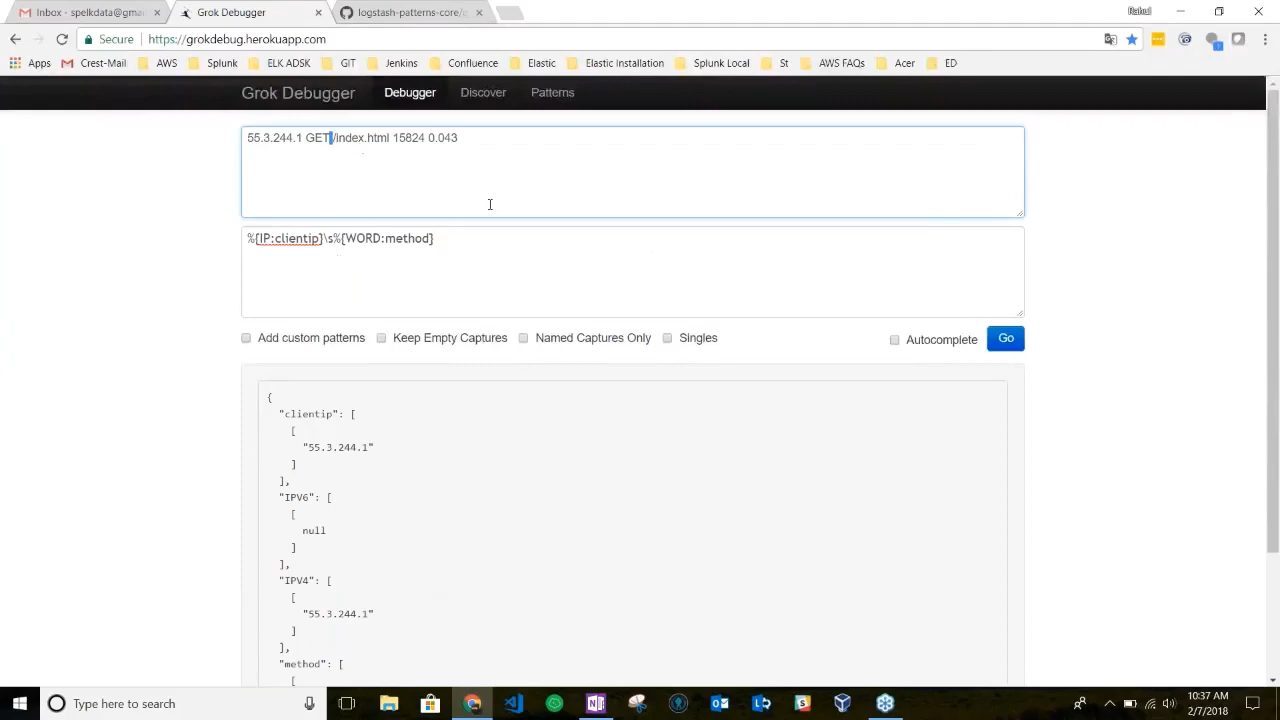 Inbox - spelkdata@gmai
Grok Debugger
logstash-patterns-core/p
Rahul
Secure
https://grokdebug.herokuapp.com
Apps
Crest-Mail
AWS
Splunk
ELK ADSK
GIT
Jenkins
Confluence
Elastic
Elastic Installation
Splunk Local
SI
AWS FAQs
Acer
ED
Grok Debugger
Debugger
Discover
Patterns
55.3.244.1 GET /index.html 15824 0.043
%{IP:clientip}\s%{WORD:method}
Add custom patterns
Keep Empty Captures
Named Captures Only
Singles
Autocomplete
Go
{
"clientip": [
[
"55.3.244.1"
]
],
"IPV6": [
[
null
]
],
"IPV4": [
[
"55.3.244.1"
]
],
"method": [
[
Type here to search
10:37 AM
2/7/2018